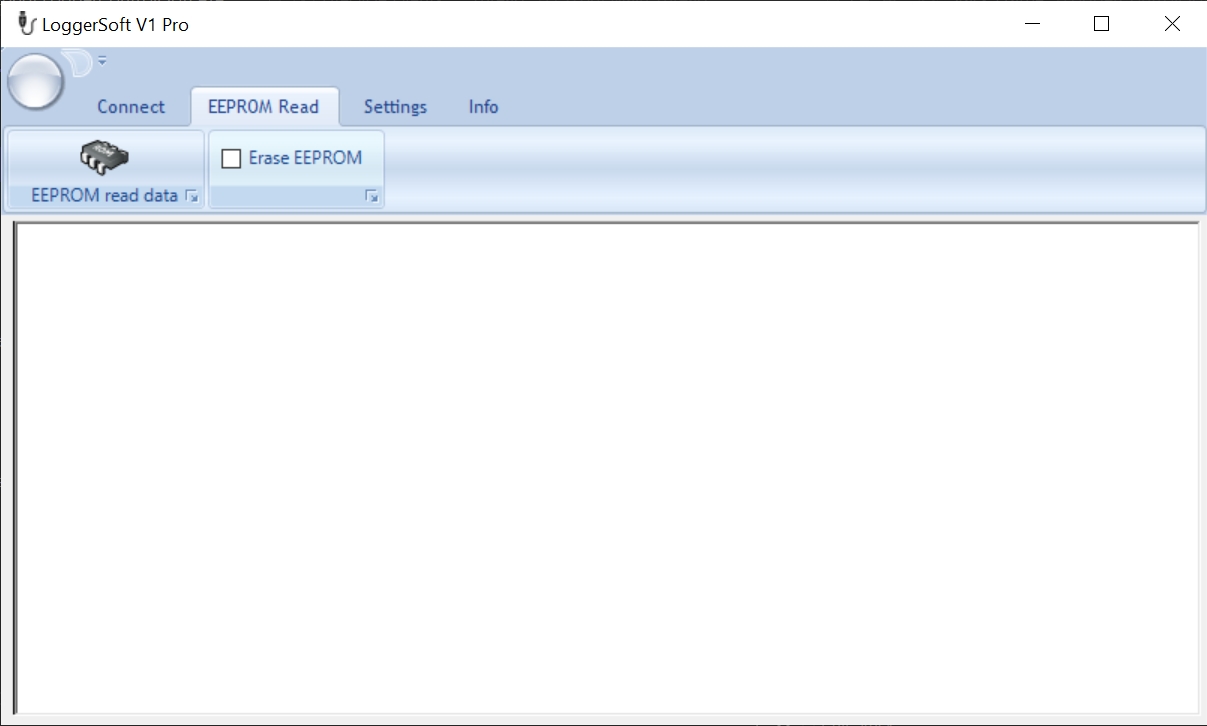 LoggerSoft V1 Pro
Connect EEPROM Read Settings Info
Erase EEPROM
EEPROM read data